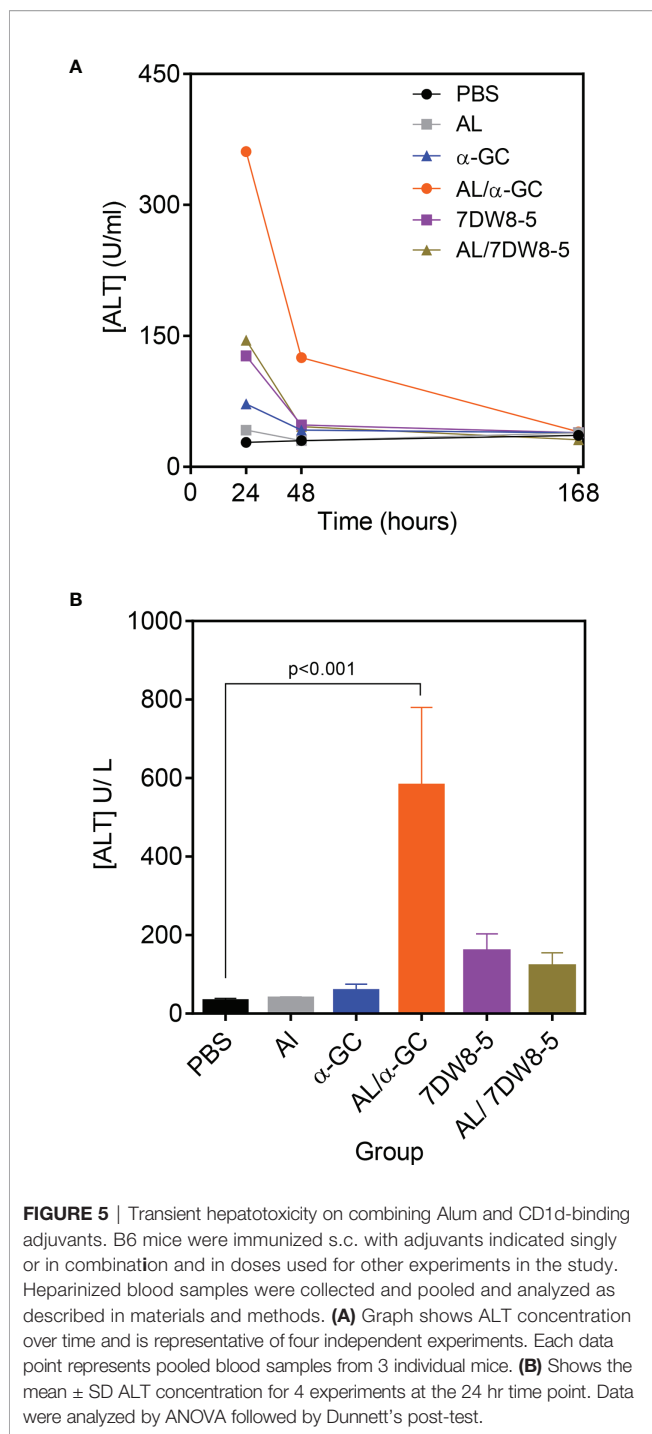 A
450
300
150
0
[ALT] (U/ml)
PBS
AL
α-GC
AL/α-GC
7DW8-5
AL/7DW8-5
0 24 48 168
Time (hours)
B
1000
800
600
400
200
0
[ALT] U/ L
p<0.001
PBS
Al
α-GC
AL/α-GC
7DW8-5
AL/ 7DW8-5
Group
FIGURE 5 | Transient hepatotoxicity on combining Alum and CD1d-binding
adjuvants. B6 mice were immunized s.c. with adjuvants indicated singly
or in combination and in doses used for other experiments in the study.
Heparinized blood samples were collected and pooled and analyzed as
described in materials and methods. (A) Graph shows ALT concentration
over time and is representative of four independent experiments. Each data
point represents pooled blood samples from 3 individual mice. (B) Shows the
mean ± SD ALT concentration for 4 experiments at the 24 hr time point. Data
were analyzed by ANOVA followed by Dunnett's post-test.